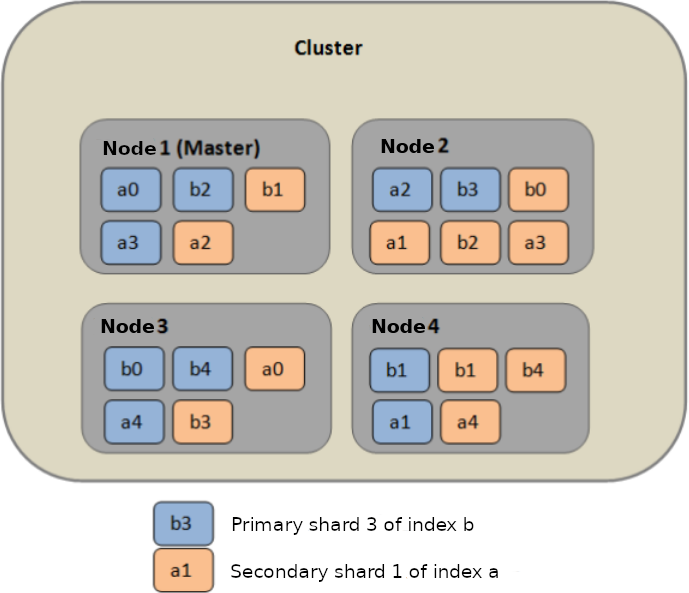 Cluster
Node 1 (Master)
a0 b2 b1
a3 a2
Node 2
a2 b3 b0
a1 b2 a3
Node 3
b0 b4 a0
a4 b3
Node 4
b1 b1 b4
a1 a4
b3 Primary shard 3 of index b
a1 Secondary shard 1 of index a